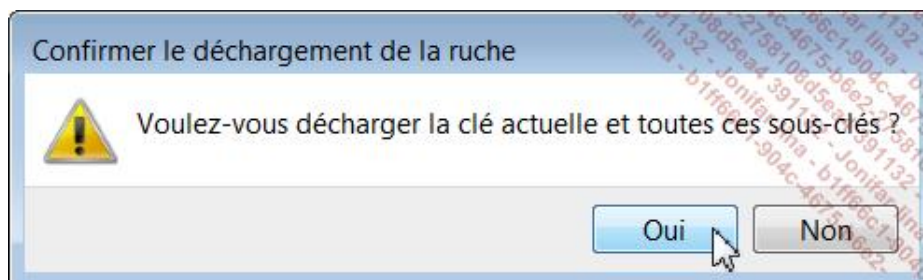 Confirmer le déchargement de la ruche
Voulez-vous décharger la clé actuelle et toutes ces sous-clés ?
Oui
Non